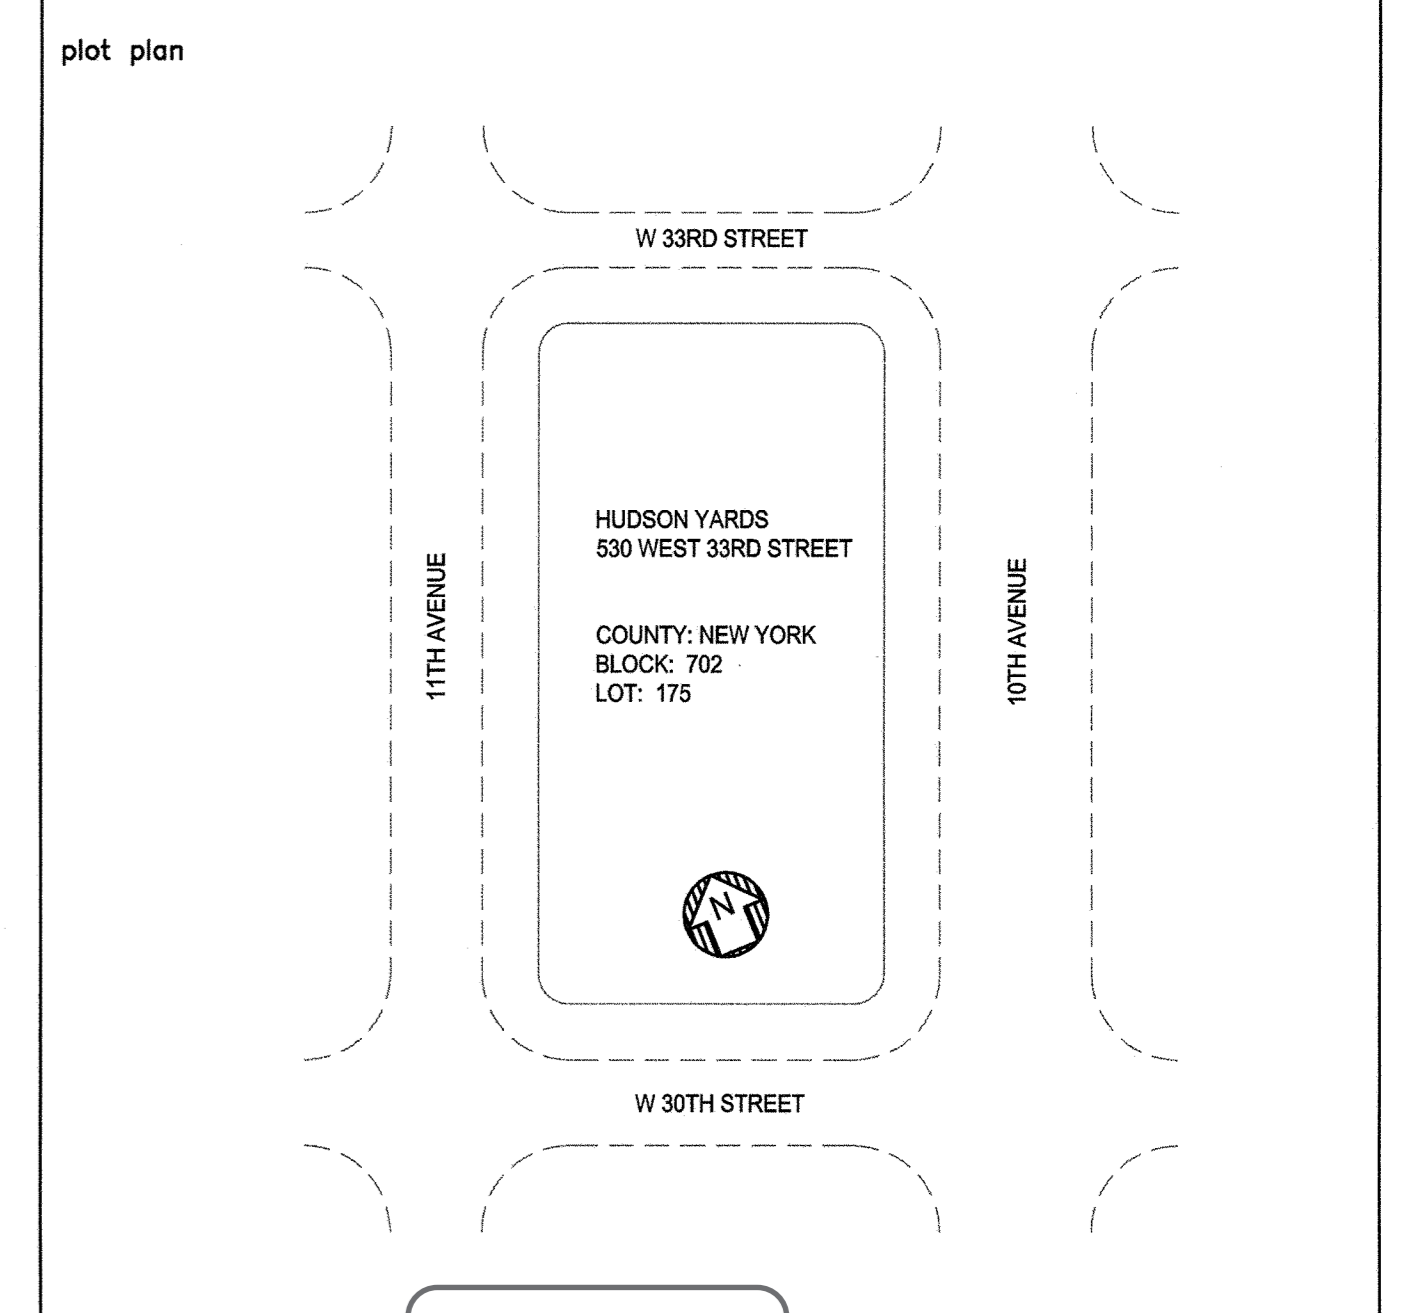 plot plan
W 33RD STREET
HUDSON YARDS
530 WEST 33RD STREET
11TH AVENUE
10TH AVENUE
COUNTY: NEW YORK
BLOCK: 702
LOT: 175
N
W 30TH STREET